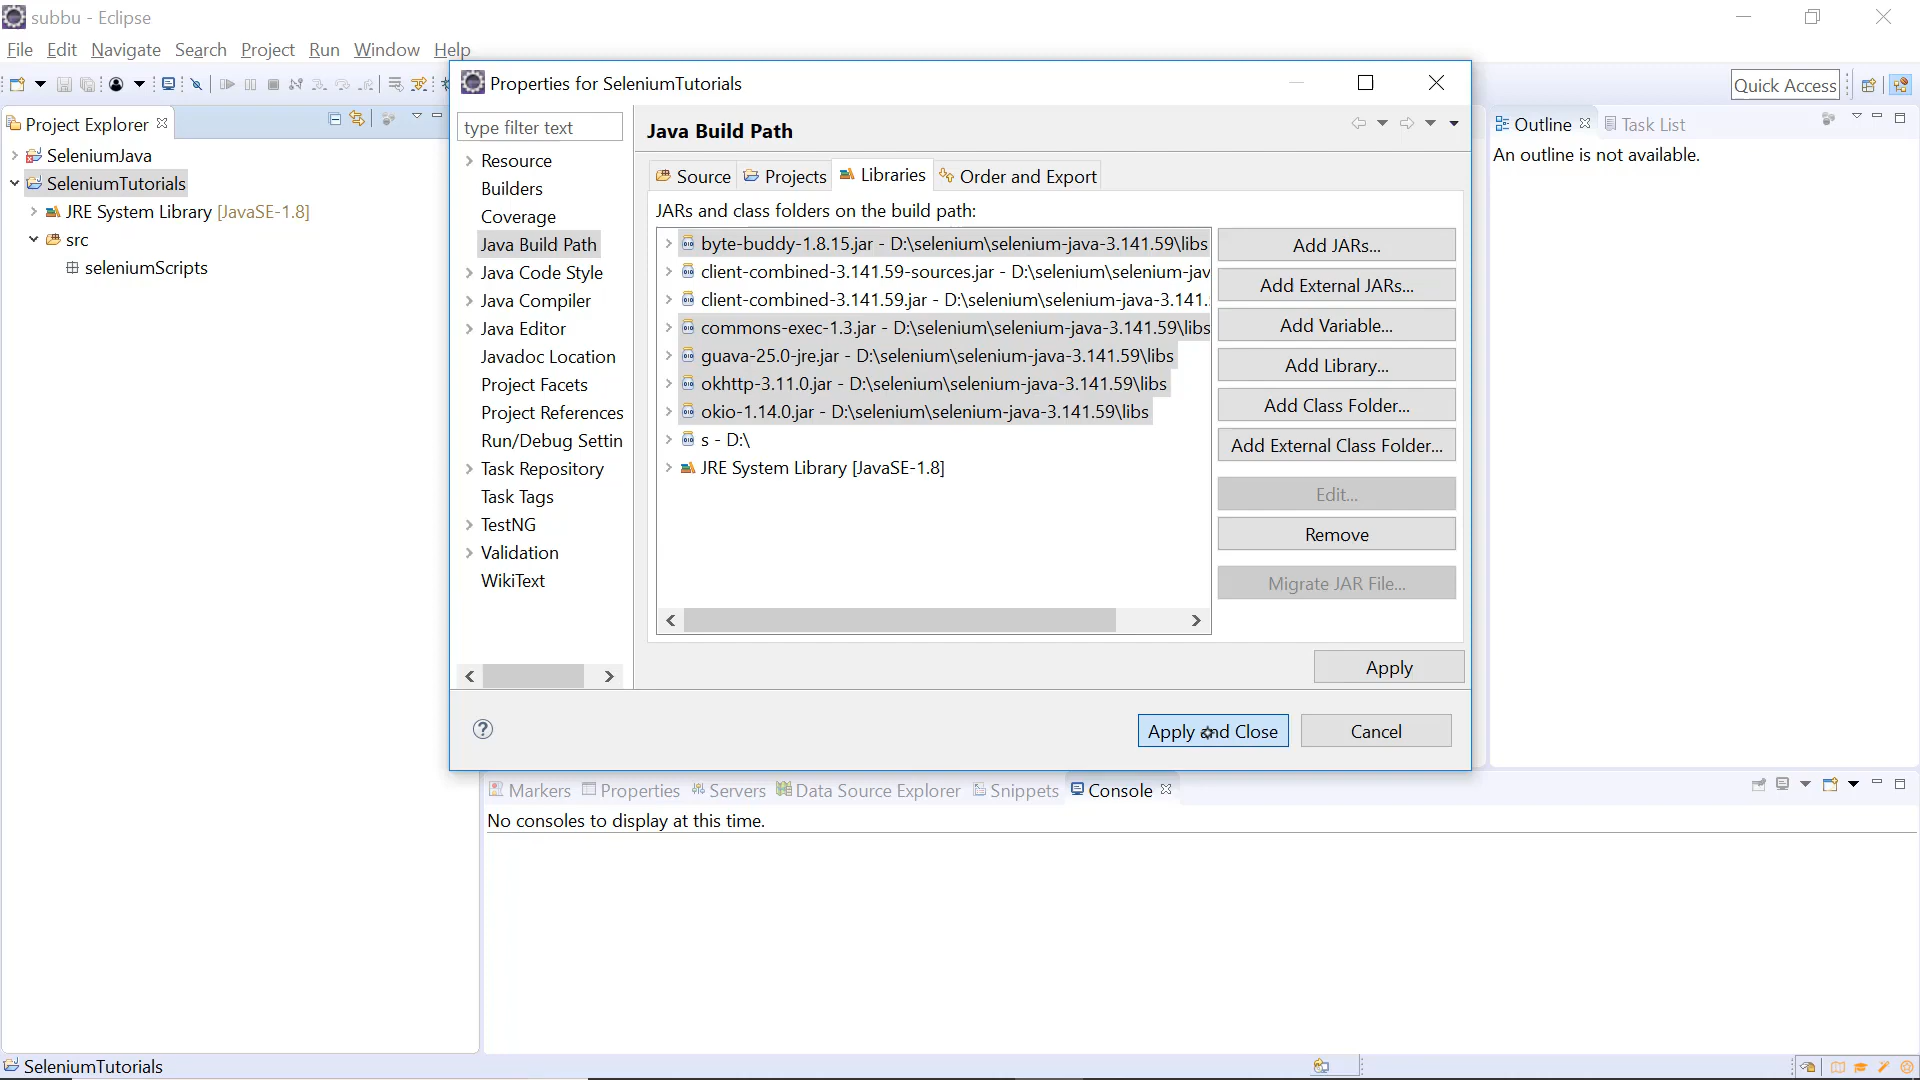 subbu - Eclipse
File Edit Navigate Search Project Run Window Help
Quick Access
Project Explorer
SeleniumJava
SeleniumTutorials
JRE System Library [JavaSE-1.8]
src
seleniumScripts
Properties for SeleniumTutorials
type filter text
Resource
Builders
Coverage
Java Build Path
Java Code Style
Java Compiler
Java Editor
Javadoc Location
Project Facets
Project References
Run/Debug Settin
Task Repository
Task Tags
TestNG
Validation
WikiText
Java Build Path
Source Projects Libraries Order and Export
JARs and class folders on the build path:
byte-buddy-1.8.15.jar - D:\selenium\selenium-java-3.141.59\libs
client-combined-3.141.59-sources.jar - D:\selenium\selenium-jav
client-combined-3.141.59.jar - D:\selenium\selenium-java-3.141.
commons-exec-1.3.jar - D:\selenium\selenium-java-3.141.59\libs
guava-25.0-jre.jar - D:\selenium\selenium-java-3.141.59\libs
okhttp-3.11.0.jar - D:\selenium\selenium-java-3.141.59\libs
okio-1.14.0.jar - D:\selenium\selenium-java-3.141.59\libs
s - D:\
JRE System Library [JavaSE-1.8]
Add JARs...
Add External JARs...
Add Variable...
Add Library...
Add Class Folder...
Add External Class Folder...
Edit...
Remove
Migrate JAR File...
Apply
Apply and Close
Cancel
Outline Task List
An outline is not available.
Markers Properties Servers Data Source Explorer Snippets Console
No consoles to display at this time.
SeleniumTutorials